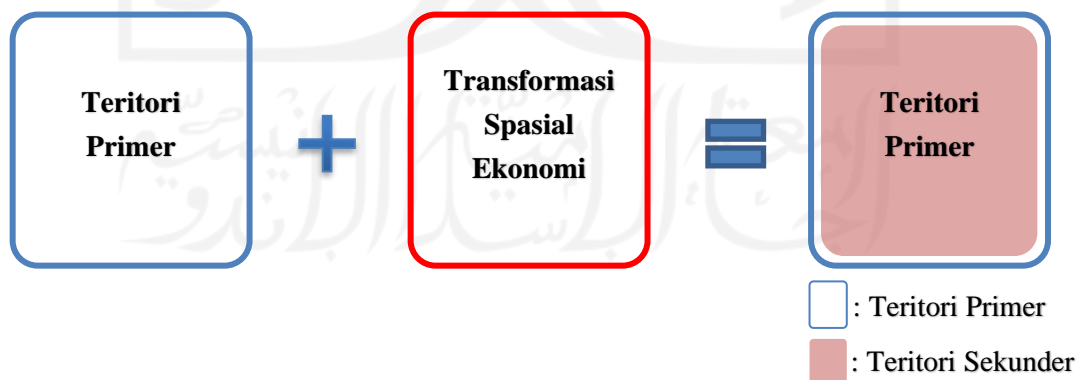 Teritori
Primer
Transformasi
Spasial
Ekonomi
Teritori
Primer
: Teritori Primer
: Teritori Sekunder